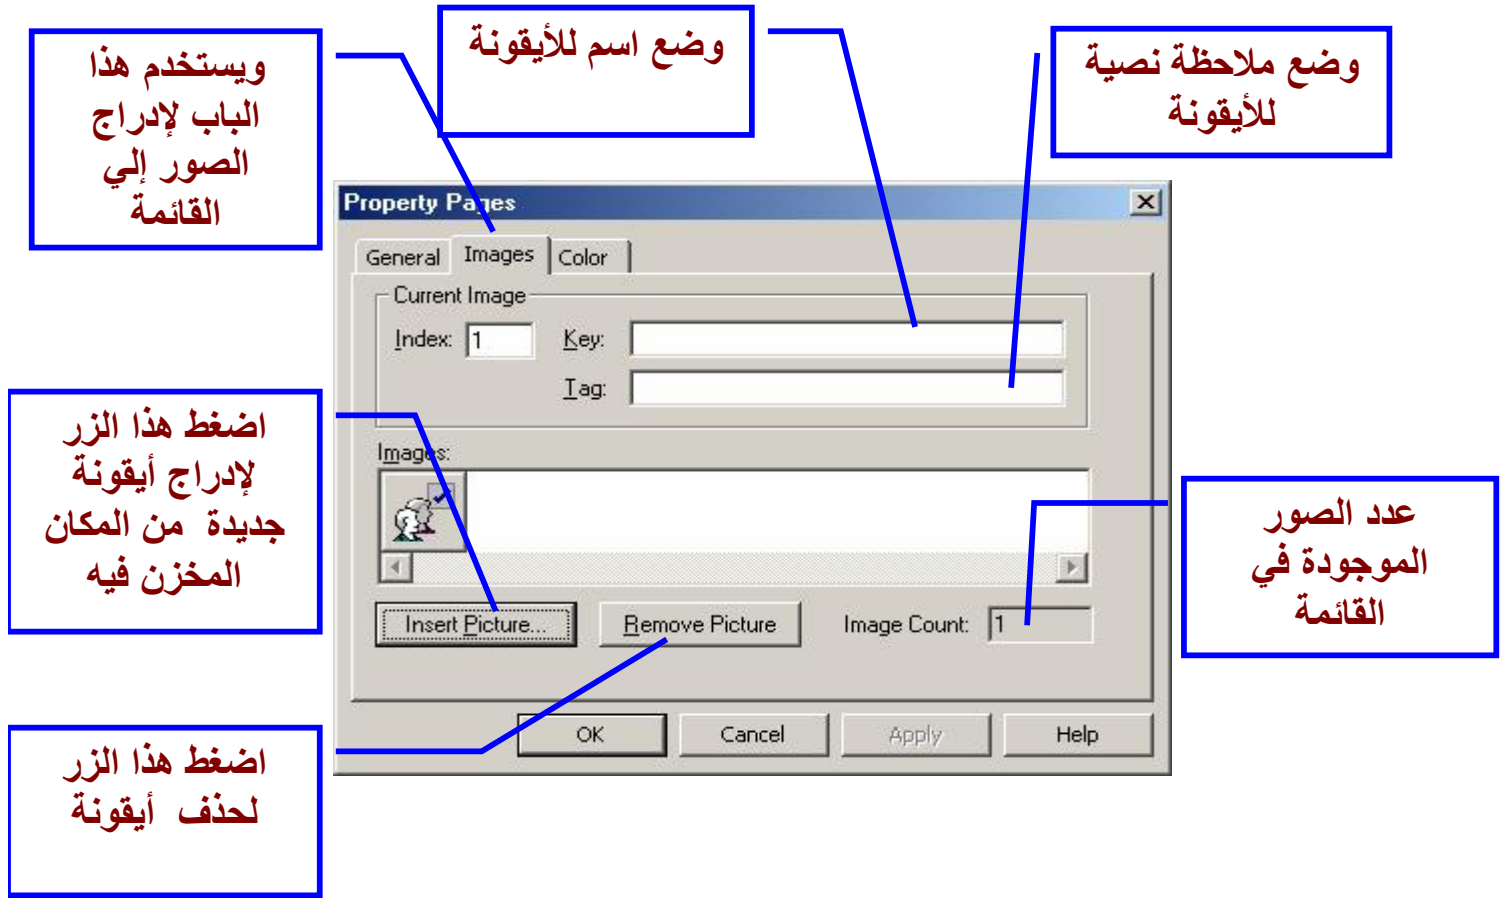 ويستخدم هذا
الباب لإدراج
الصور إلي
القائمة
وضع اسم للأيقونة
وضع ملاحظة نصية
للأيقونة
Property Pages
General Images Color
Current Image
Index: 1 Key:
Tag:
Images:
Insert Picture... Remove Picture Image Count: 1
OK Cancel Apply Help
اضغط هذا الزر
لإدراج أيقونة
جديدة من المكان
المخزن فيه
عدد الصور
الموجودة في
القائمة
اضغط هذا الزر
لحذف أيقونة